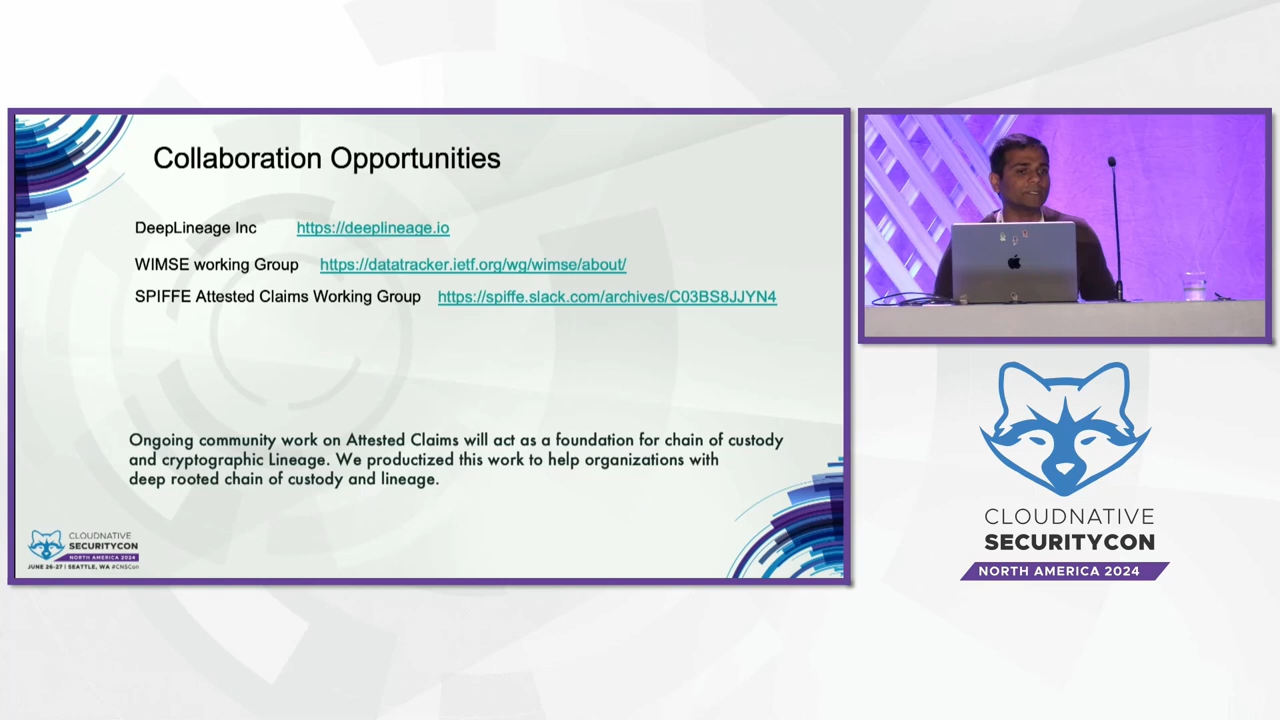 Collaboration Opportunities
DeepLineage Inc https://deeplineage.io
WIMSE working Group https://datatracker.ietf.org/wg/wimse/about/
SPIFFE Attested Claims Working Group https://spiffe.slack.com/archives/C03BS8JJYN4
Ongoing community work on Attested Claims will act as a foundation for chain of custody
and cryptographic Lineage. We productized this work to help organizations with
deep rooted chain of custody and lineage.
CLOUDNATIVE
SECURITYCON
NORTH AMERICA 2024
JUNE 26-27 | SEATTLE, WA #CNSCon
CLOUDNATIVE
SECURITYCON
NORTH AMERICA 2024